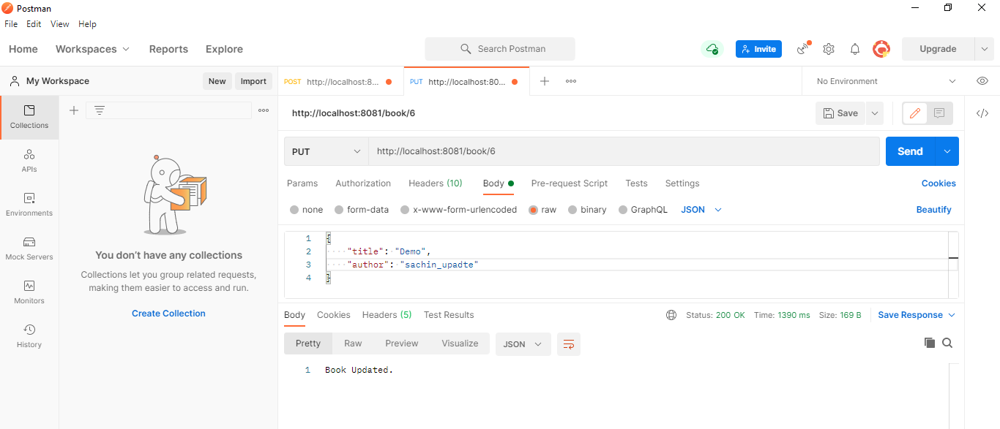 Postman
File Edit View Help
Home Workspaces Reports Explore Search Postman Invite Upgrade
My Workspace New Import POST http://localhost:8... PUT http://localhost:80... No Environment
Collections
APIs
Environments
Mock Servers
Monitors
History
You don't have any collections
Collections let you group related requests,
making them easier to access and run.
Create Collection
http://localhost:8081/book/6 Save
PUT http://localhost:8081/book/6 Send
Params Authorization Headers (10) Body Pre-request Script Tests Settings Cookies
none form-data x-www-form-urlencoded raw binary GraphQL JSON Beautify
1 {
2 "title": "Demo",
3 "author": "sachin_upadte"
4 }
Body Cookies Headers (5) Test Results Status: 200 OK Time: 1390 ms Size: 169 B Save Response
Pretty Raw Preview Visualize JSON
1 Book Updated.